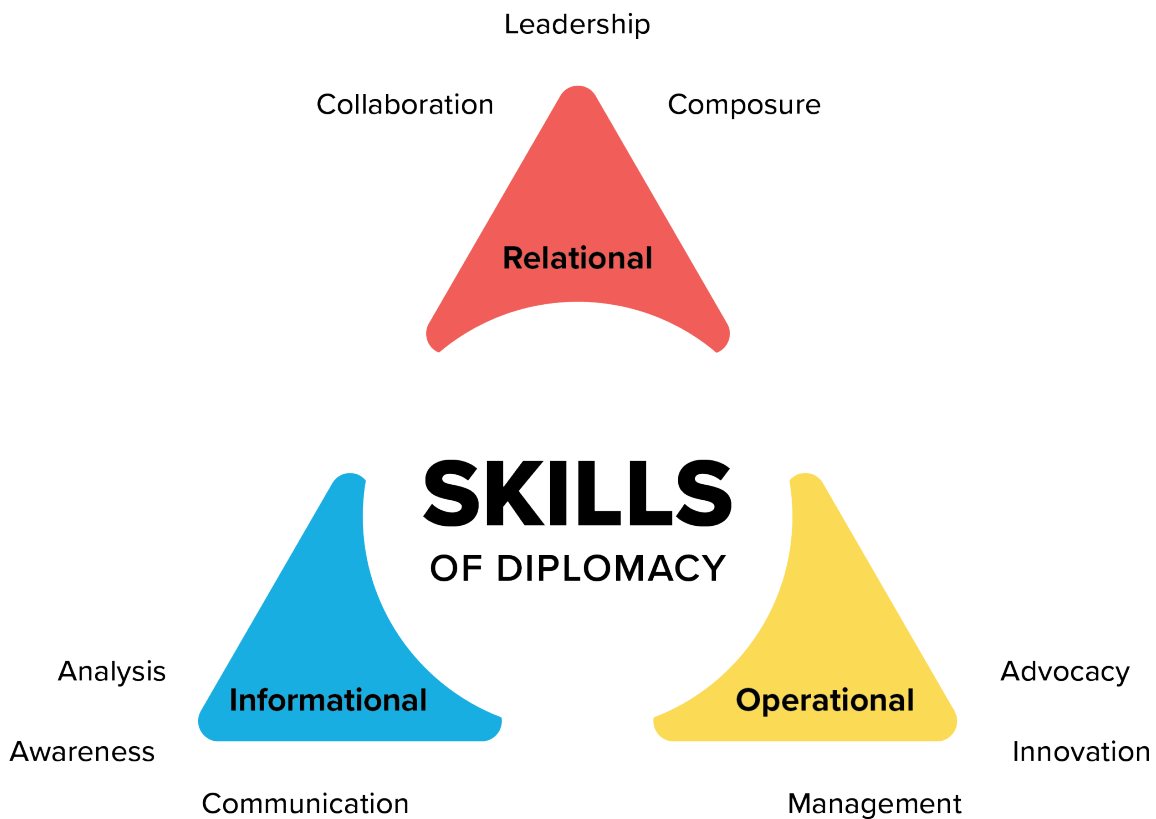 Leadership
Collaboration
Composure
Relational
SKILLS
OF DIPLOMACY
Analysis
Informational
Awareness
Communication
Operational
Advocacy
Innovation
Management